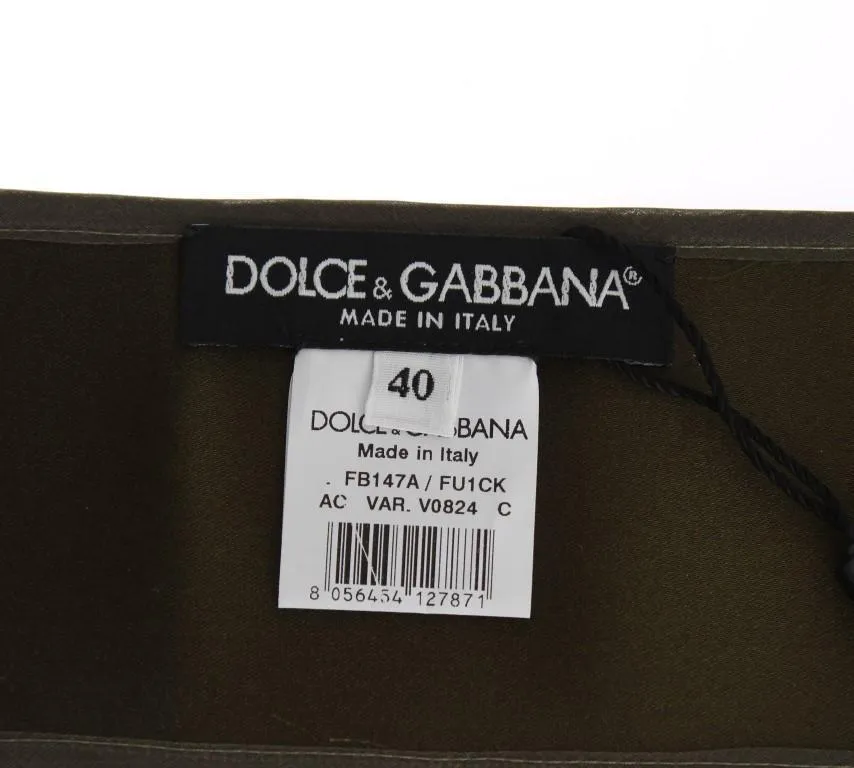 DOLCE & GABBANA®
MADE IN ITALY
40
DOLCE & GABBANA
Made in Italy
. FB147A / FU1CK
AC VAR. V0824 C
8 056454 127871